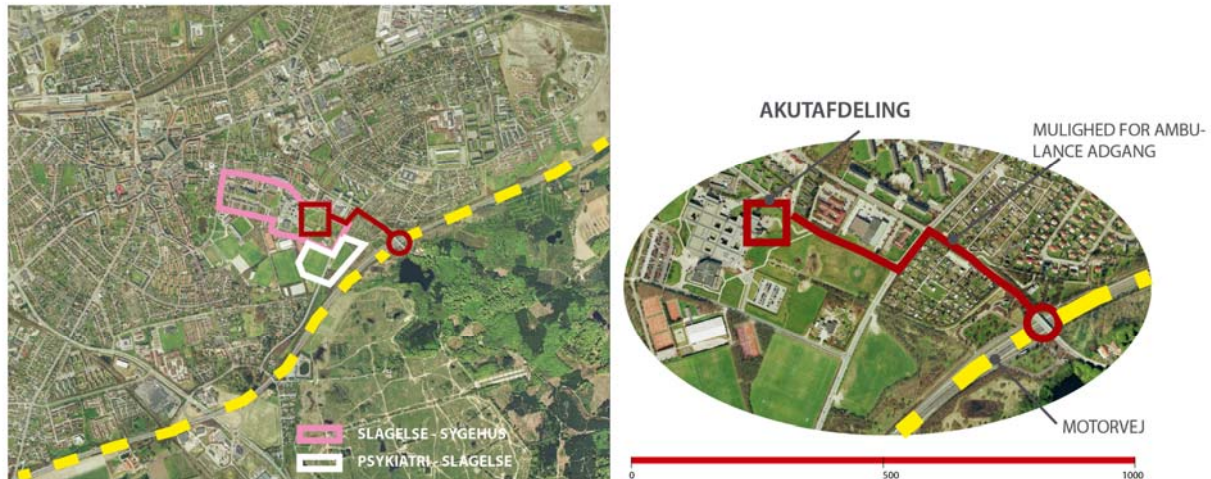 SLAGELSE - SYGEHUS
PSYKIATRI - SLAGELSE
AKUTAFDELING
MULIGHED FOR AMBU-
LANCE ADGANG
MOTORVEJ
0 500 1000